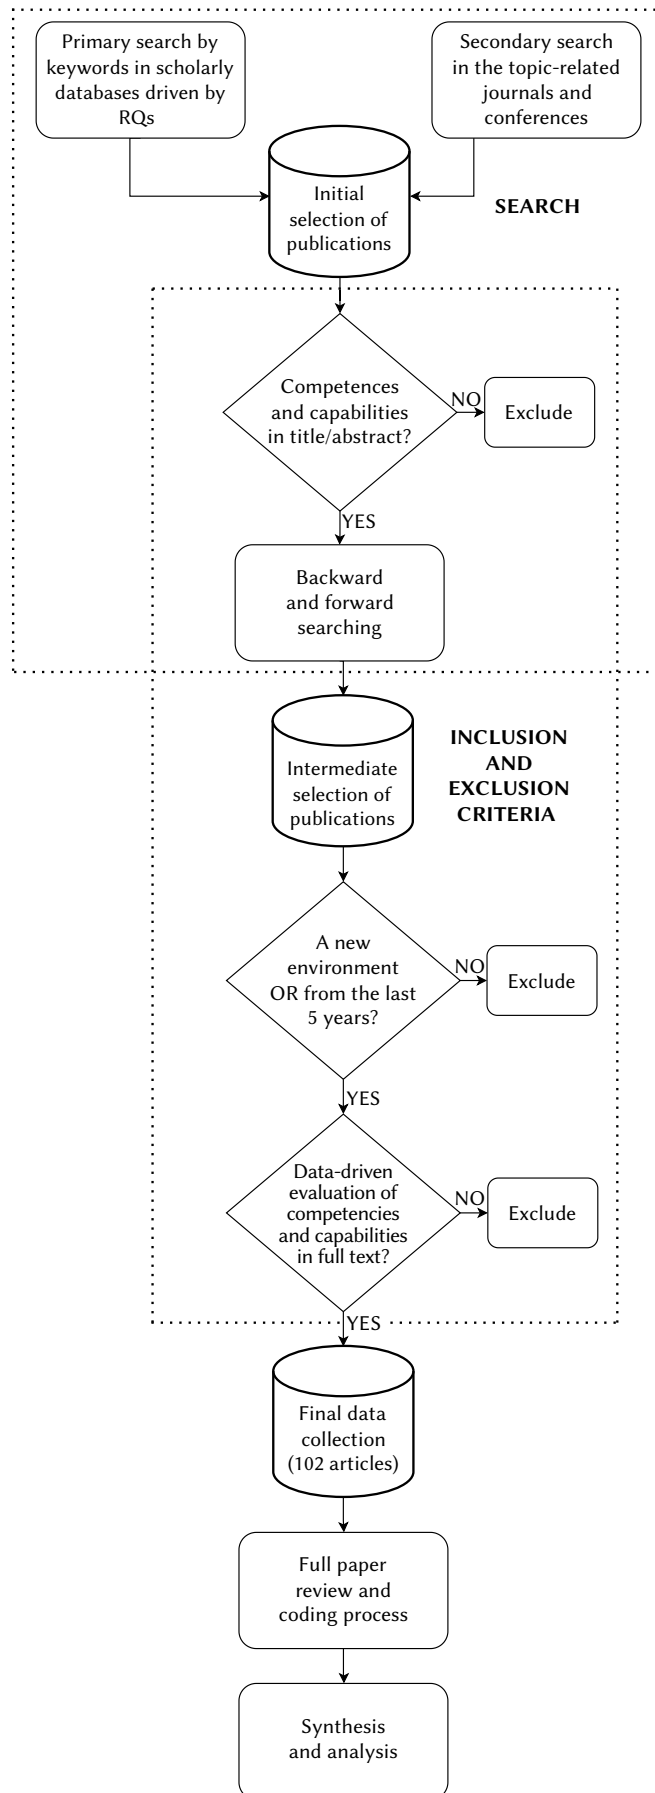 Primary search by
keywords in scholarly
databases driven by
RQs
Secondary search
in the topic-related
journals and
conferences
Initial
selection of
publications
SEARCH
Competences
and capabilities
in title/abstract?
NO
Exclude
YES
Backward
and forward
searching
Intermediate
selection of
publications
INCLUSION
AND
EXCLUSION
CRITERIA
A new
environment
OR from the last
5 years?
NO
Exclude
YES
Data-driven
evaluation of
competencies
and capabilities
in full text?
NO
Exclude
YES
Final data
collection
(102 articles)
Full paper
review and
coding process
Synthesis
and analysis